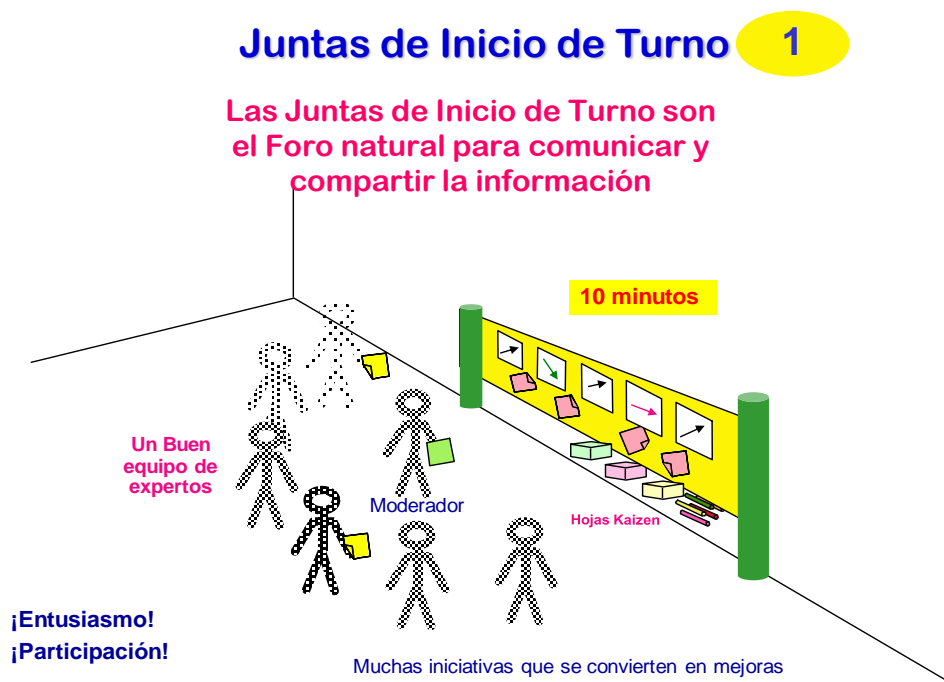 Juntas de Inicio de Turno
1
Las Juntas de Inicio de Turno son
el Foro natural para comunicar y
compartir la información
10 minutos
Un Buen
equipo de
expertos
Moderador
Hojas Kaizen
¡Entusiasmo!
¡Participación!
Muchas iniciativas que se convierten en mejoras